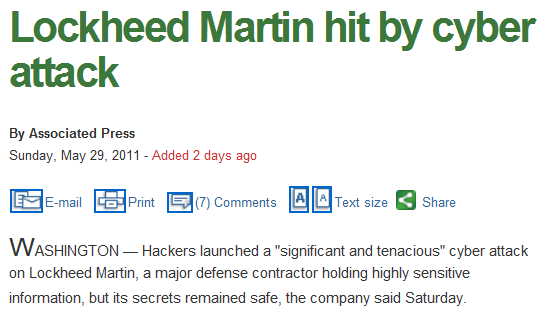 Lockheed Martin hit by cyber
attack
By Associated Press
Sunday, May 29, 2011 - Added 2 days ago
E-mail Print (7) Comments A A Text size Share
WASHINGTON — Hackers launched a "significant and tenacious" cyber attack
on Lockheed Martin, a major defense contractor holding highly sensitive
information, but its secrets remained safe, the company said Saturday.